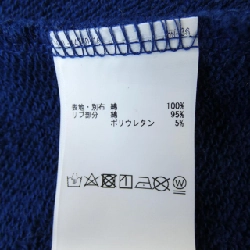 表地・別布 綿 100%
リブ部分 綿 95%
ポリウレタン 5%